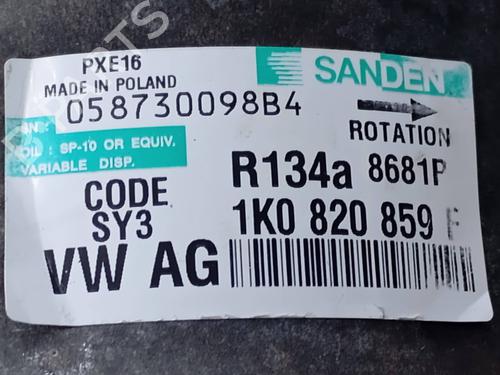 PXE16
MADE IN POLAND
SANDEN
SN: 058730098B4
OIL: SP-10 OR EQUIV.
VARIABLE DISP.
ROTATION
R134a 8681P
CODE
SY3
1K0 820 859 F
VW AG